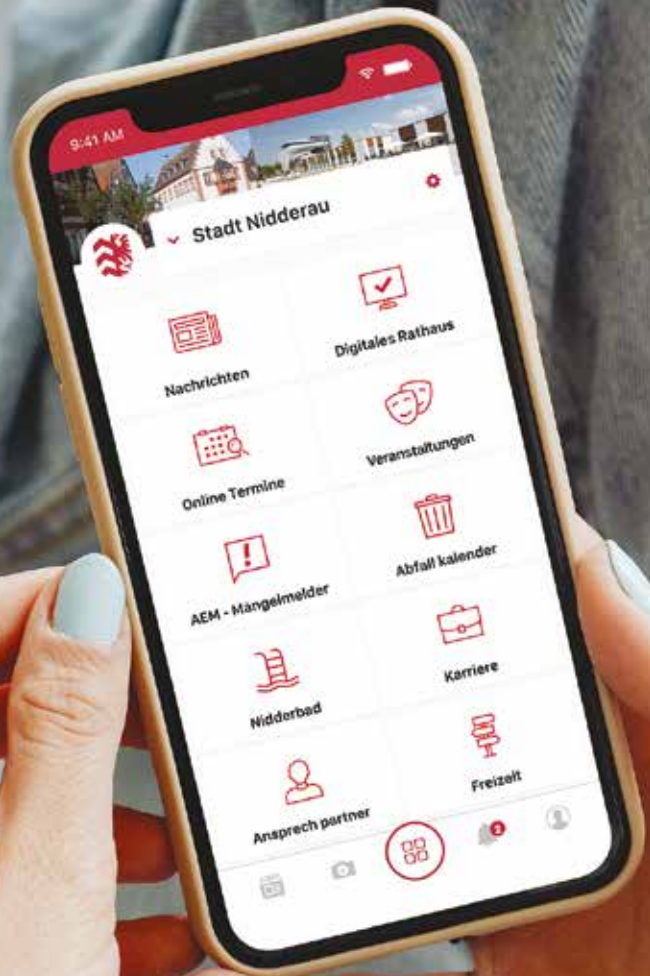 9:41 AM
Stadt Nidderau
Nachrichten
Digitales Rathaus
Online Termine
Veranstaltungen
AEM - Mängelmelder
Abfall kalender
Nidderbad
Karriere
Ansprech partner
Freizeit
2